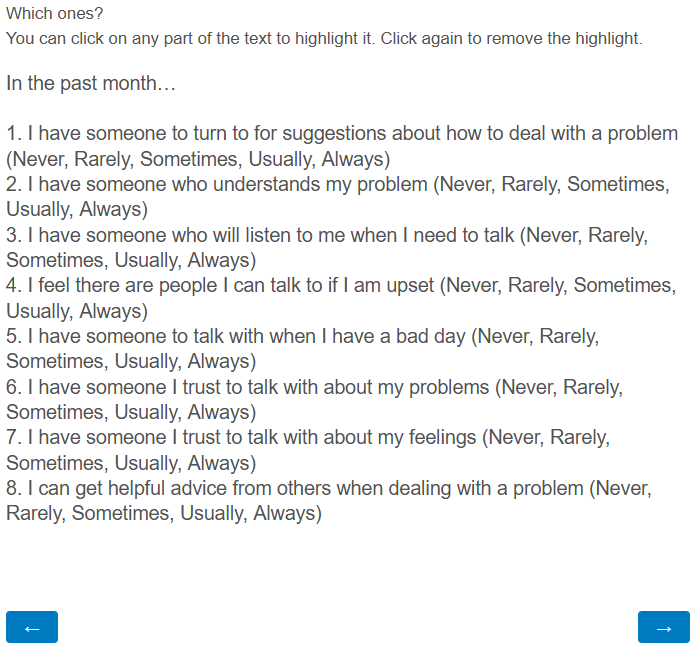 Which ones?
You can click on any part of the text to highlight it. Click again to remove the highlight.
In the past month…
1. I have someone to turn to for suggestions about how to deal with a problem
(Never, Rarely, Sometimes, Usually, Always)
2. I have someone who understands my problem (Never, Rarely, Sometimes,
Usually, Always)
3. I have someone who will listen to me when I need to talk (Never, Rarely,
Sometimes, Usually, Always)
4. I feel there are people I can talk to if I am upset (Never, Rarely, Sometimes,
Usually, Always)
5. I have someone to talk with when I have a bad day (Never, Rarely,
Sometimes, Usually, Always)
6. I have someone I trust to talk with about my problems (Never, Rarely,
Sometimes, Usually, Always)
7. I have someone I trust to talk with about my feelings (Never, Rarely,
Sometimes, Usually, Always)
8. I can get helpful advice from others when dealing with a problem (Never,
Rarely, Sometimes, Usually, Always)
← →